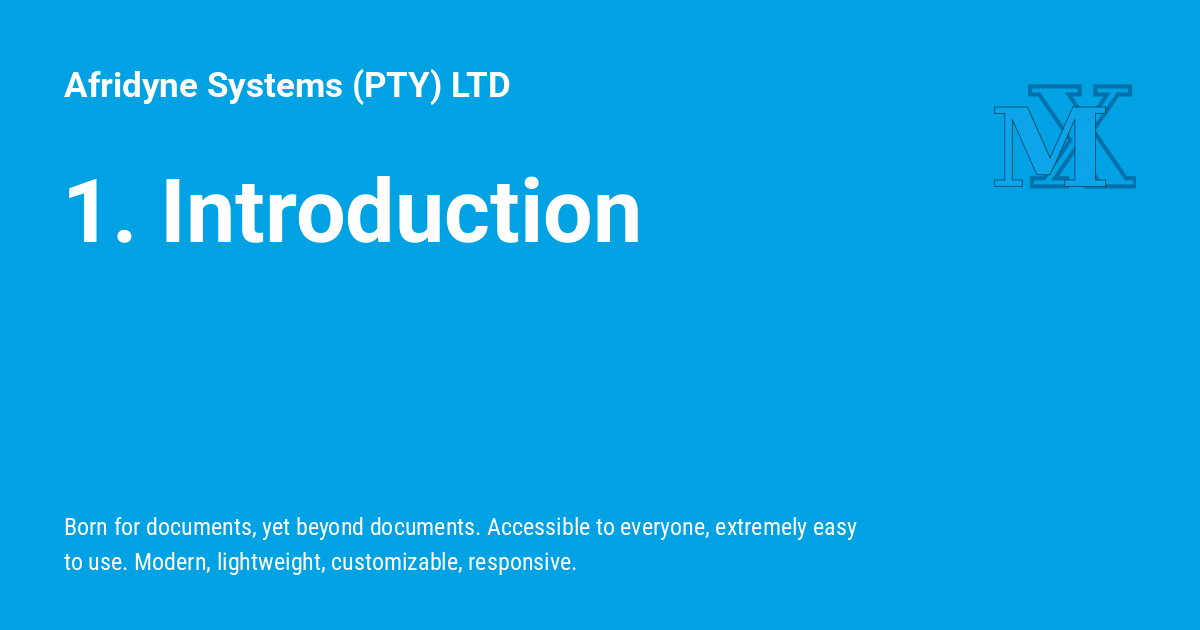 Afridyne Systems (PTY) LTD
MX
1. Introduction
Born for documents, yet beyond documents. Accessible to everyone, extremely easy
to use. Modern, lightweight, customizable, responsive.